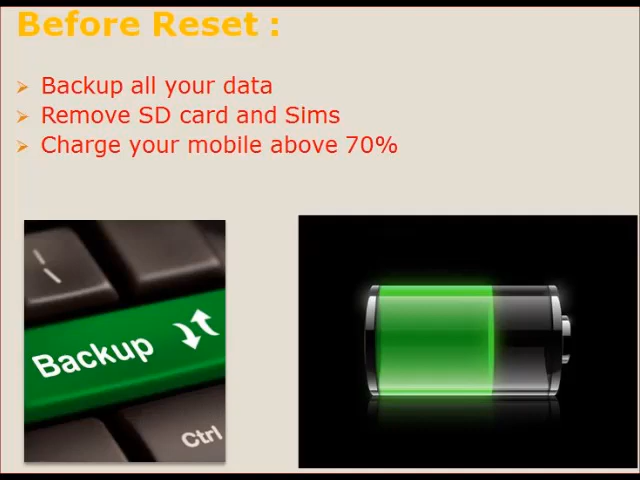 Before Reset :
Backup all your data
Remove SD card and Sims
Charge your mobile above 70%
Backup
Ctrl